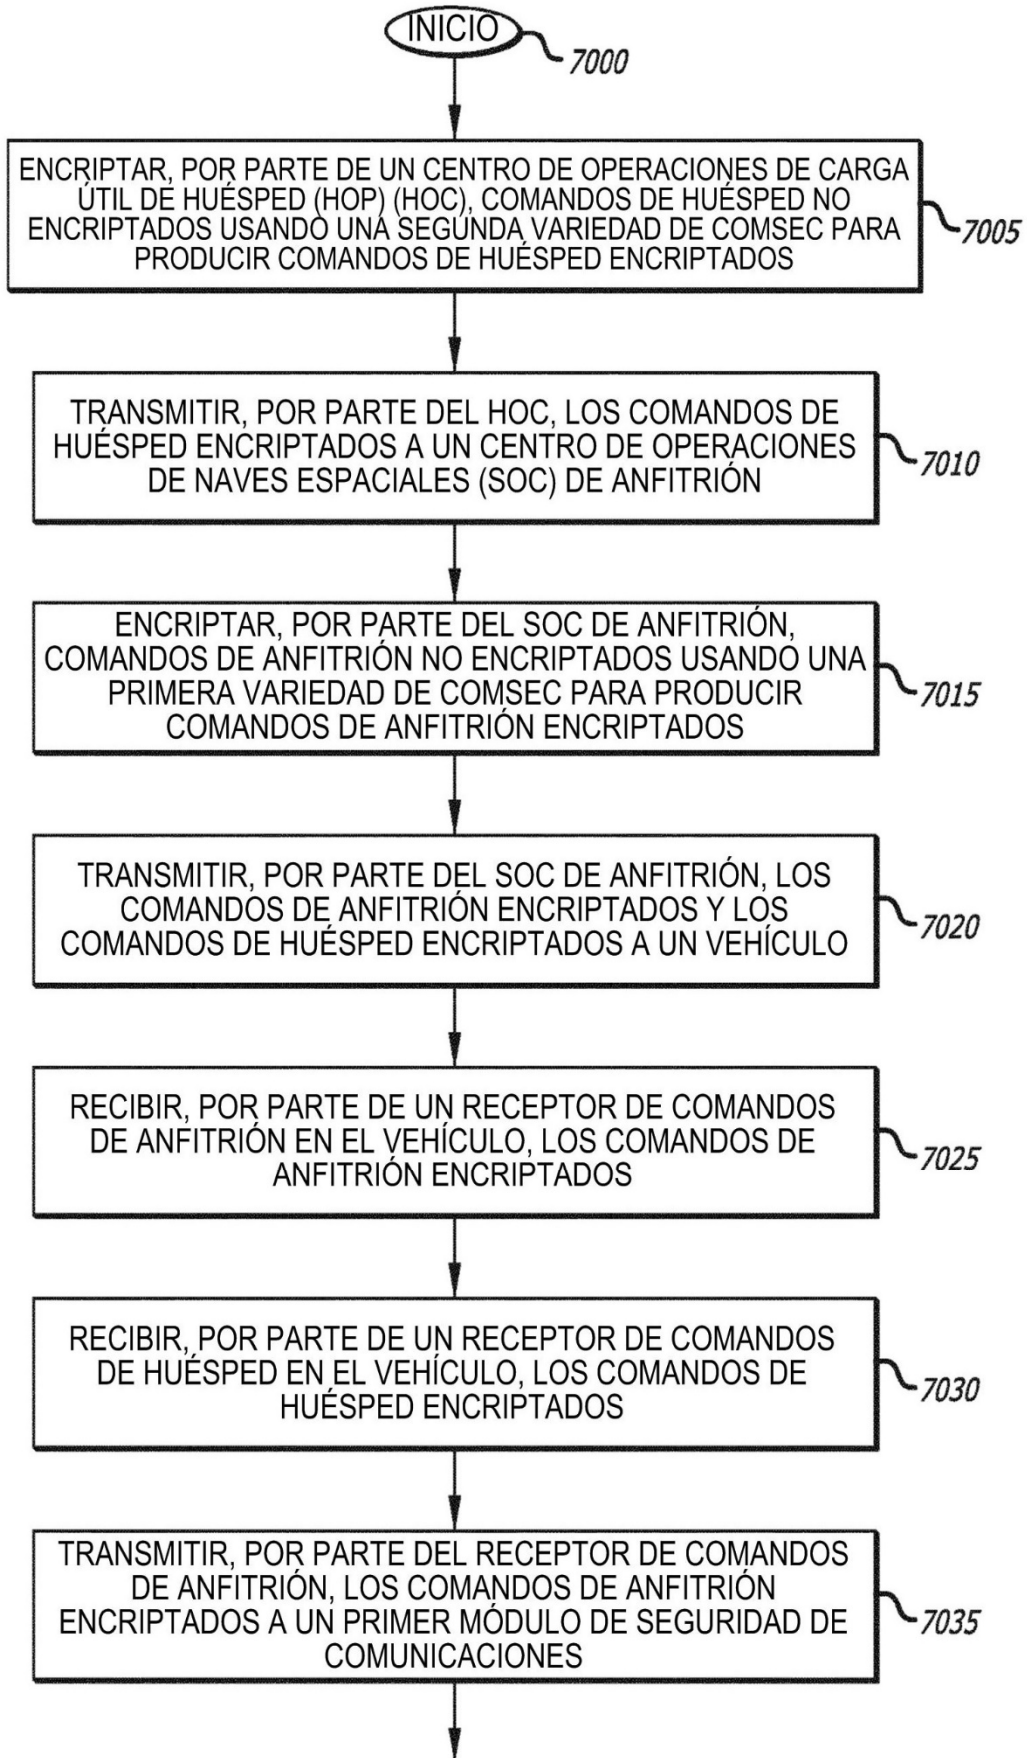 INICIO
7000
ENCRIPTAR, POR PARTE DE UN CENTRO DE OPERACIONES DE CARGA
ÚTIL DE HUÉSPED (HOP) (HOC), COMANDOS DE HUÉSPED NO
ENCRIPTADOS USANDO UNA SEGUNDA VARIEDAD DE COMSEC PARA
PRODUCIR COMANDOS DE HUÉSPED ENCRIPTADOS
7005
TRANSMITIR, POR PARTE DEL HOC, LOS COMANDOS DE
HUÉSPED ENCRIPTADOS A UN CENTRO DE OPERACIONES
DE NAVES ESPACIALES (SOC) DE ANFITRIÓN
7010
ENCRIPTAR, POR PARTE DEL SOC DE ANFITRIÓN,
COMANDOS DE ANFITRIÓN NO ENCRIPTADOS USANDO UNA
PRIMERA VARIEDAD DE COMSEC PARA PRODUCIR
COMANDOS DE ANFITRIÓN ENCRIPTADOS
7015
TRANSMITIR, POR PARTE DEL SOC DE ANFITRIÓN, LOS
COMANDOS DE ANFITRIÓN ENCRIPTADOS Y LOS
COMANDOS DE HUÉSPED ENCRIPTADOS A UN VEHÍCULO
7020
RECIBIR, POR PARTE DE UN RECEPTOR DE COMANDOS
DE ANFITRIÓN EN EL VEHÍCULO, LOS COMANDOS DE
ANFITRIÓN ENCRIPTADOS
7025
RECIBIR, POR PARTE DE UN RECEPTOR DE COMANDOS
DE HUÉSPED EN EL VEHÍCULO, LOS COMANDOS DE
HUÉSPED ENCRIPTADOS
7030
TRANSMITIR, POR PARTE DEL RECEPTOR DE COMANDOS
DE ANFITRIÓN, LOS COMANDOS DE ANFITRIÓN
ENCRIPTADOS A UN PRIMER MÓDULO DE SEGURIDAD DE
COMUNICACIONES
7035